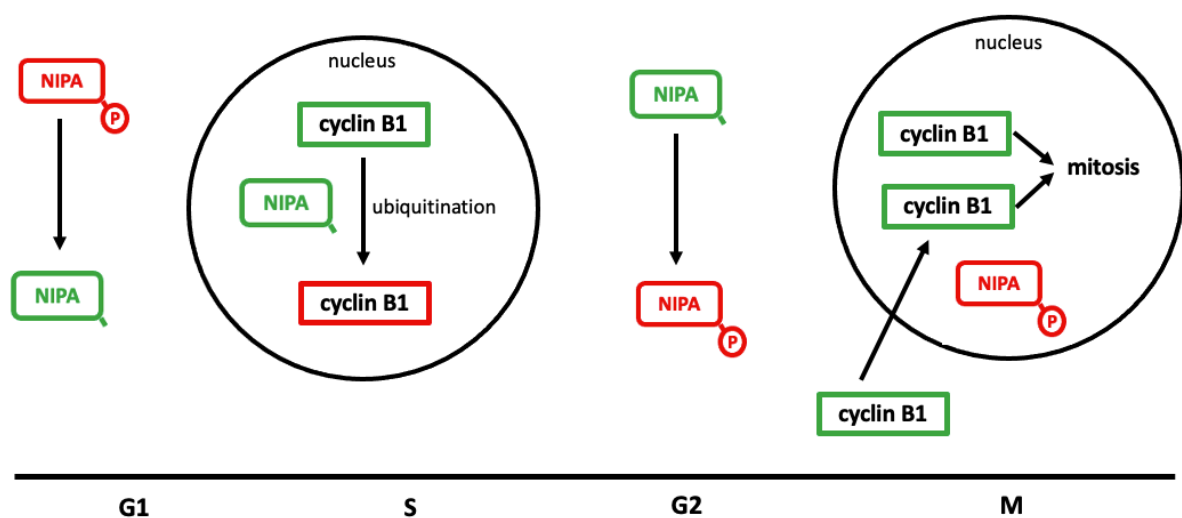 NIPA
P
NIPA
nucleus
cyclin B1
NIPA
ubiquitination
cyclin B1
NIPA
NIPA
P
nucleus
cyclin B1
mitosis
cyclin B1
NIPA
P
cyclin B1
G1 S G2 M